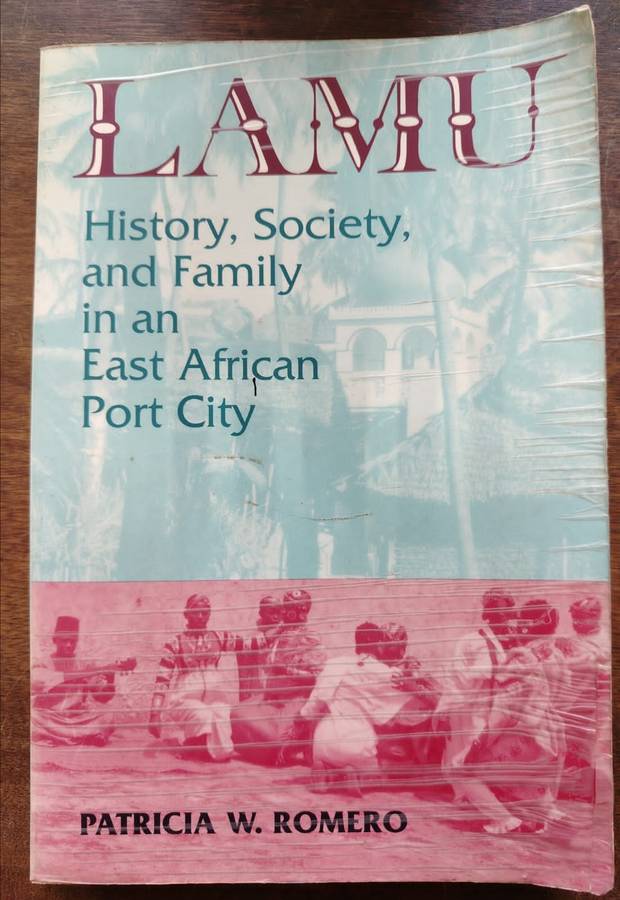 LAMU
History, Society,
and Family
in an
East African
Port City
PATRICIA W. ROMERO